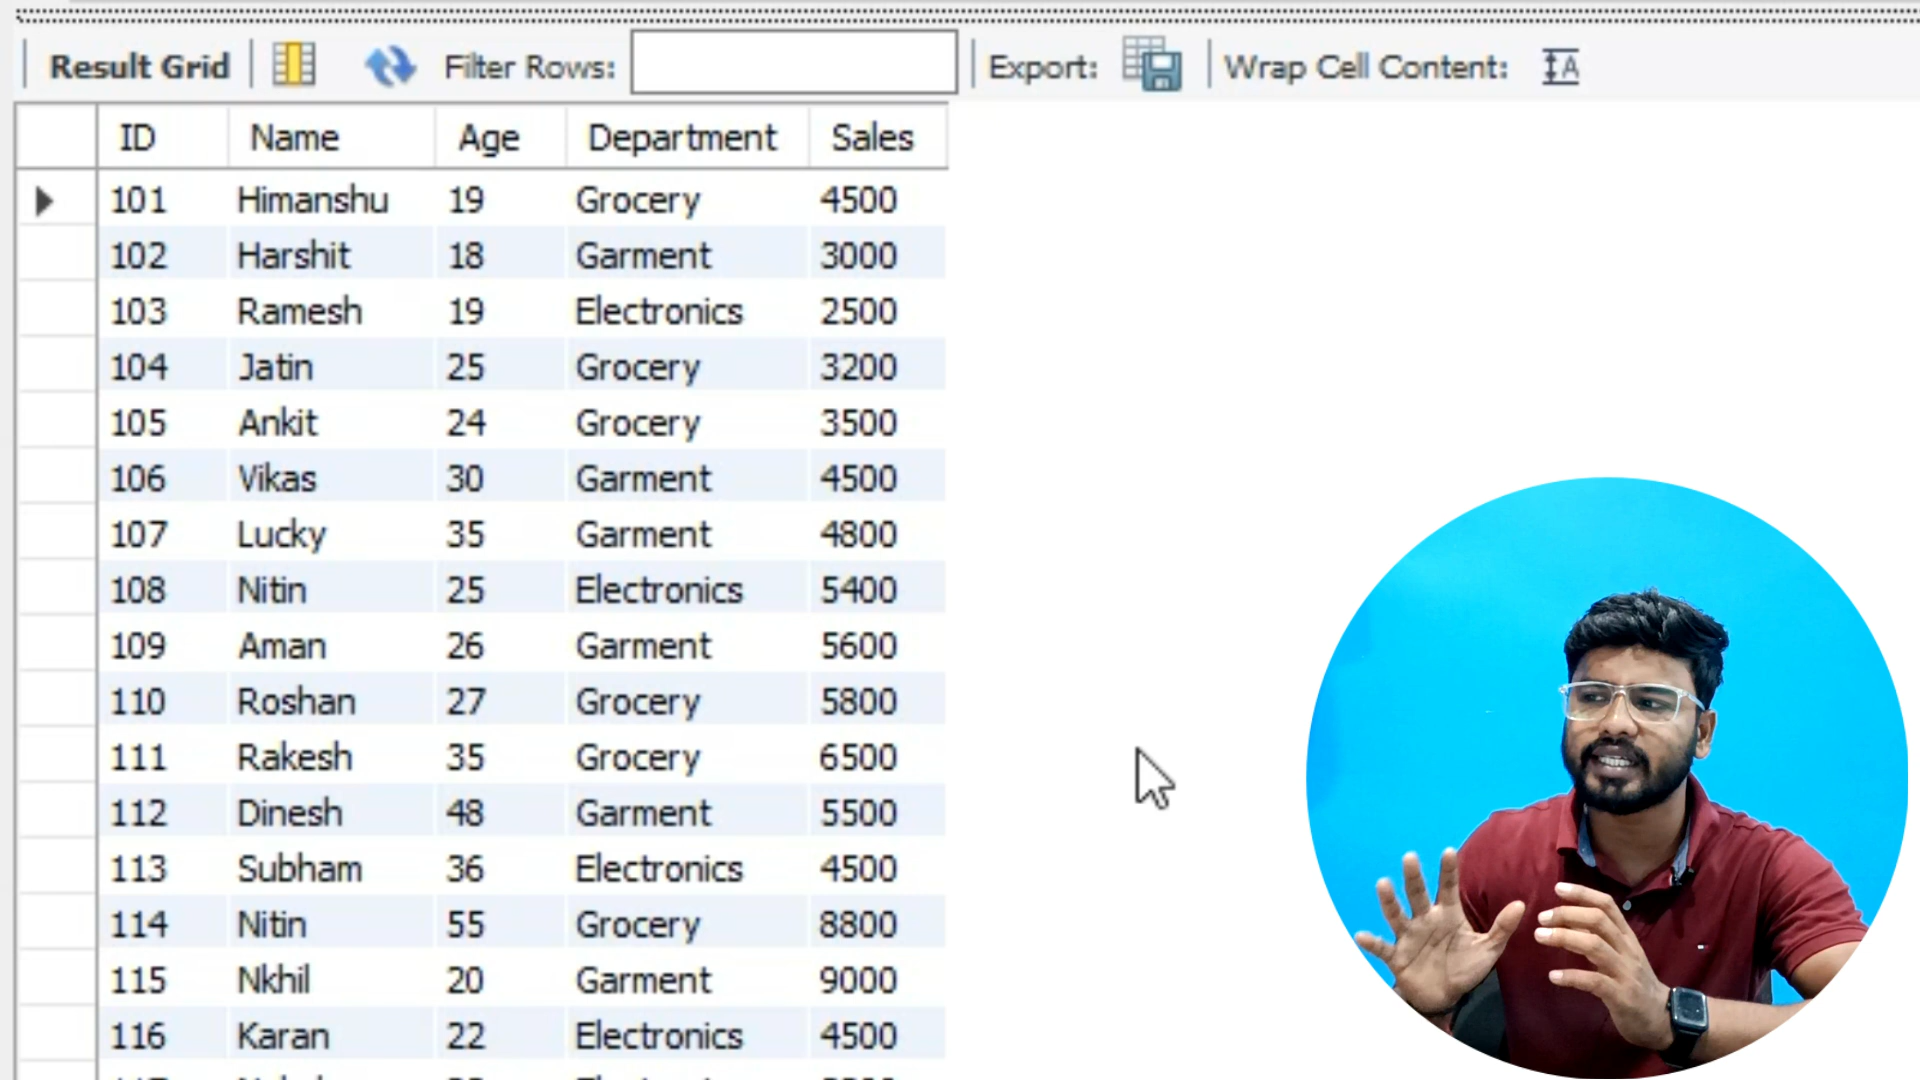 Result Grid Filter Rows: Export: Wrap Cell Content: A
ID Name Age Department Sales
101 Himanshu 19 Grocery 4500
102 Harshit 18 Garment 3000
103 Ramesh 19 Electronics 2500
104 Jatin 25 Grocery 3200
105 Ankit 24 Grocery 3500
106 Vikas 30 Garment 4500
107 Lucky 35 Garment 4800
108 Nitin 25 Electronics 5400
109 Aman 26 Garment 5600
110 Roshan 27 Grocery 5800
111 Rakesh 35 Grocery 6500
112 Dinesh 48 Garment 5500
113 Subham 36 Electronics 4500
114 Nitin 55 Grocery 8800
115 Nkhil 20 Garment 9000
116 Karan 22 Electronics 4500